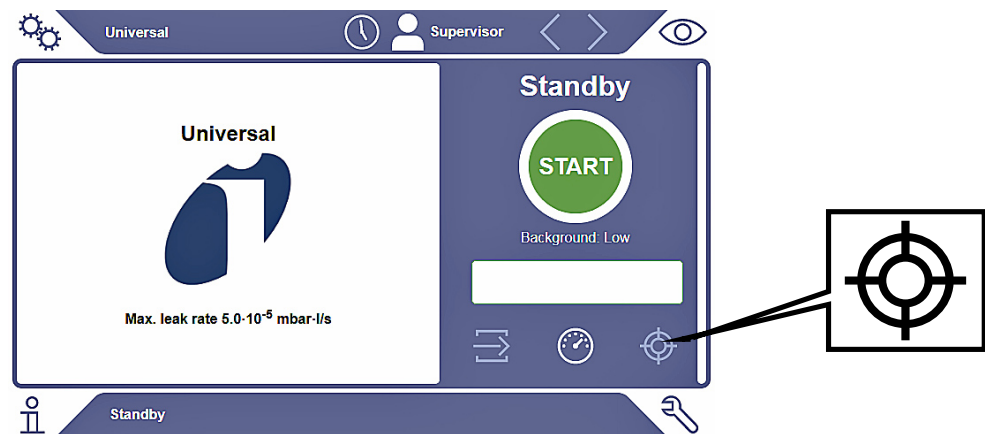 Universal
Supervisor
Universal
Max. leak rate 5.0·10⁻⁵ mbar·l/s
Standby
START
Background: Low
Standby